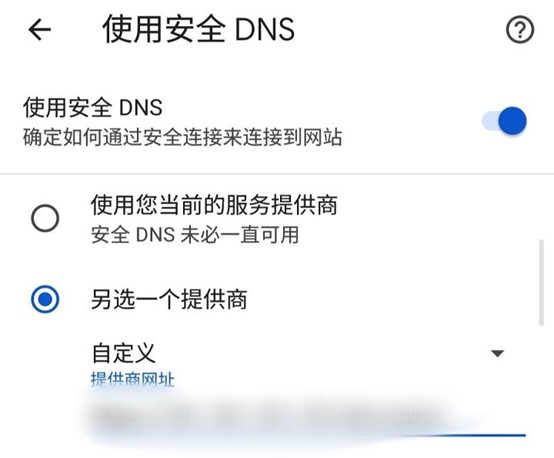 使用安全 DNS
使用安全 DNS
确定如何通过安全连接来连接到网站
使用您当前的服务提供商
安全 DNS 未必一直可用
另选一个提供商
自定义
提供商网址